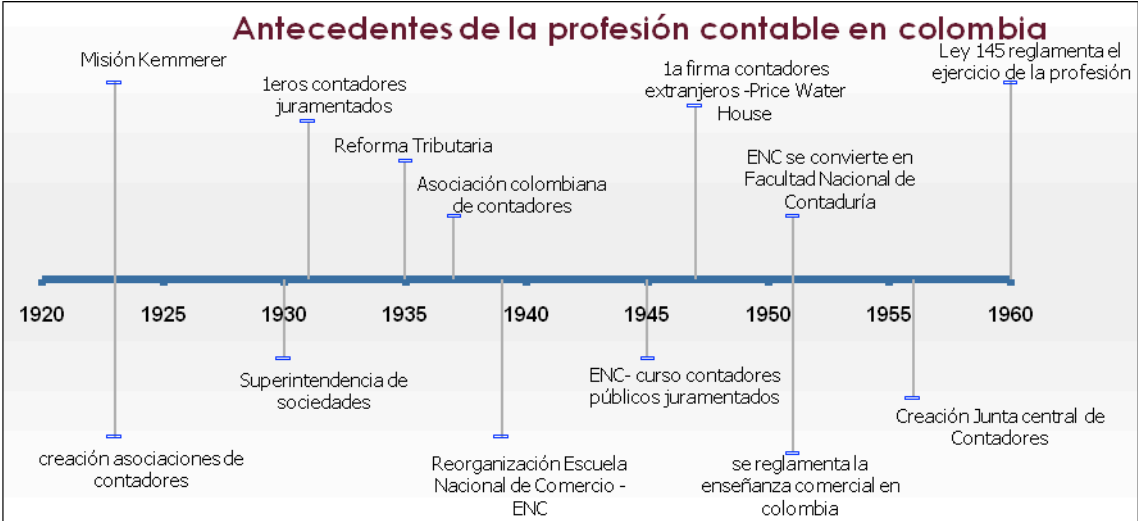 Antecedentes de la profesión contable en colombia
Misión Kemmerer
1eros contadores
juramentados
Reforma Tributaria
Asociación colombiana
de contadores
1a firma contadores
extranjeros -Price Water
House
ENC se convierte en
Facultad Nacional de
Contaduría
Ley 145 reglamenta el
ejercicio de la profesión
1920 1925 1930 1935 1940 1945 1950 1955 1960
creación asociaciones de
contadores
Superintendencia de
sociedades
Reorganización Escuela
Nacional de Comercio -
ENC
ENC- curso contadores
públicos juramentados
se reglamenta la
enseñanza comercial en
colombia
Creación Junta central de
Contadores